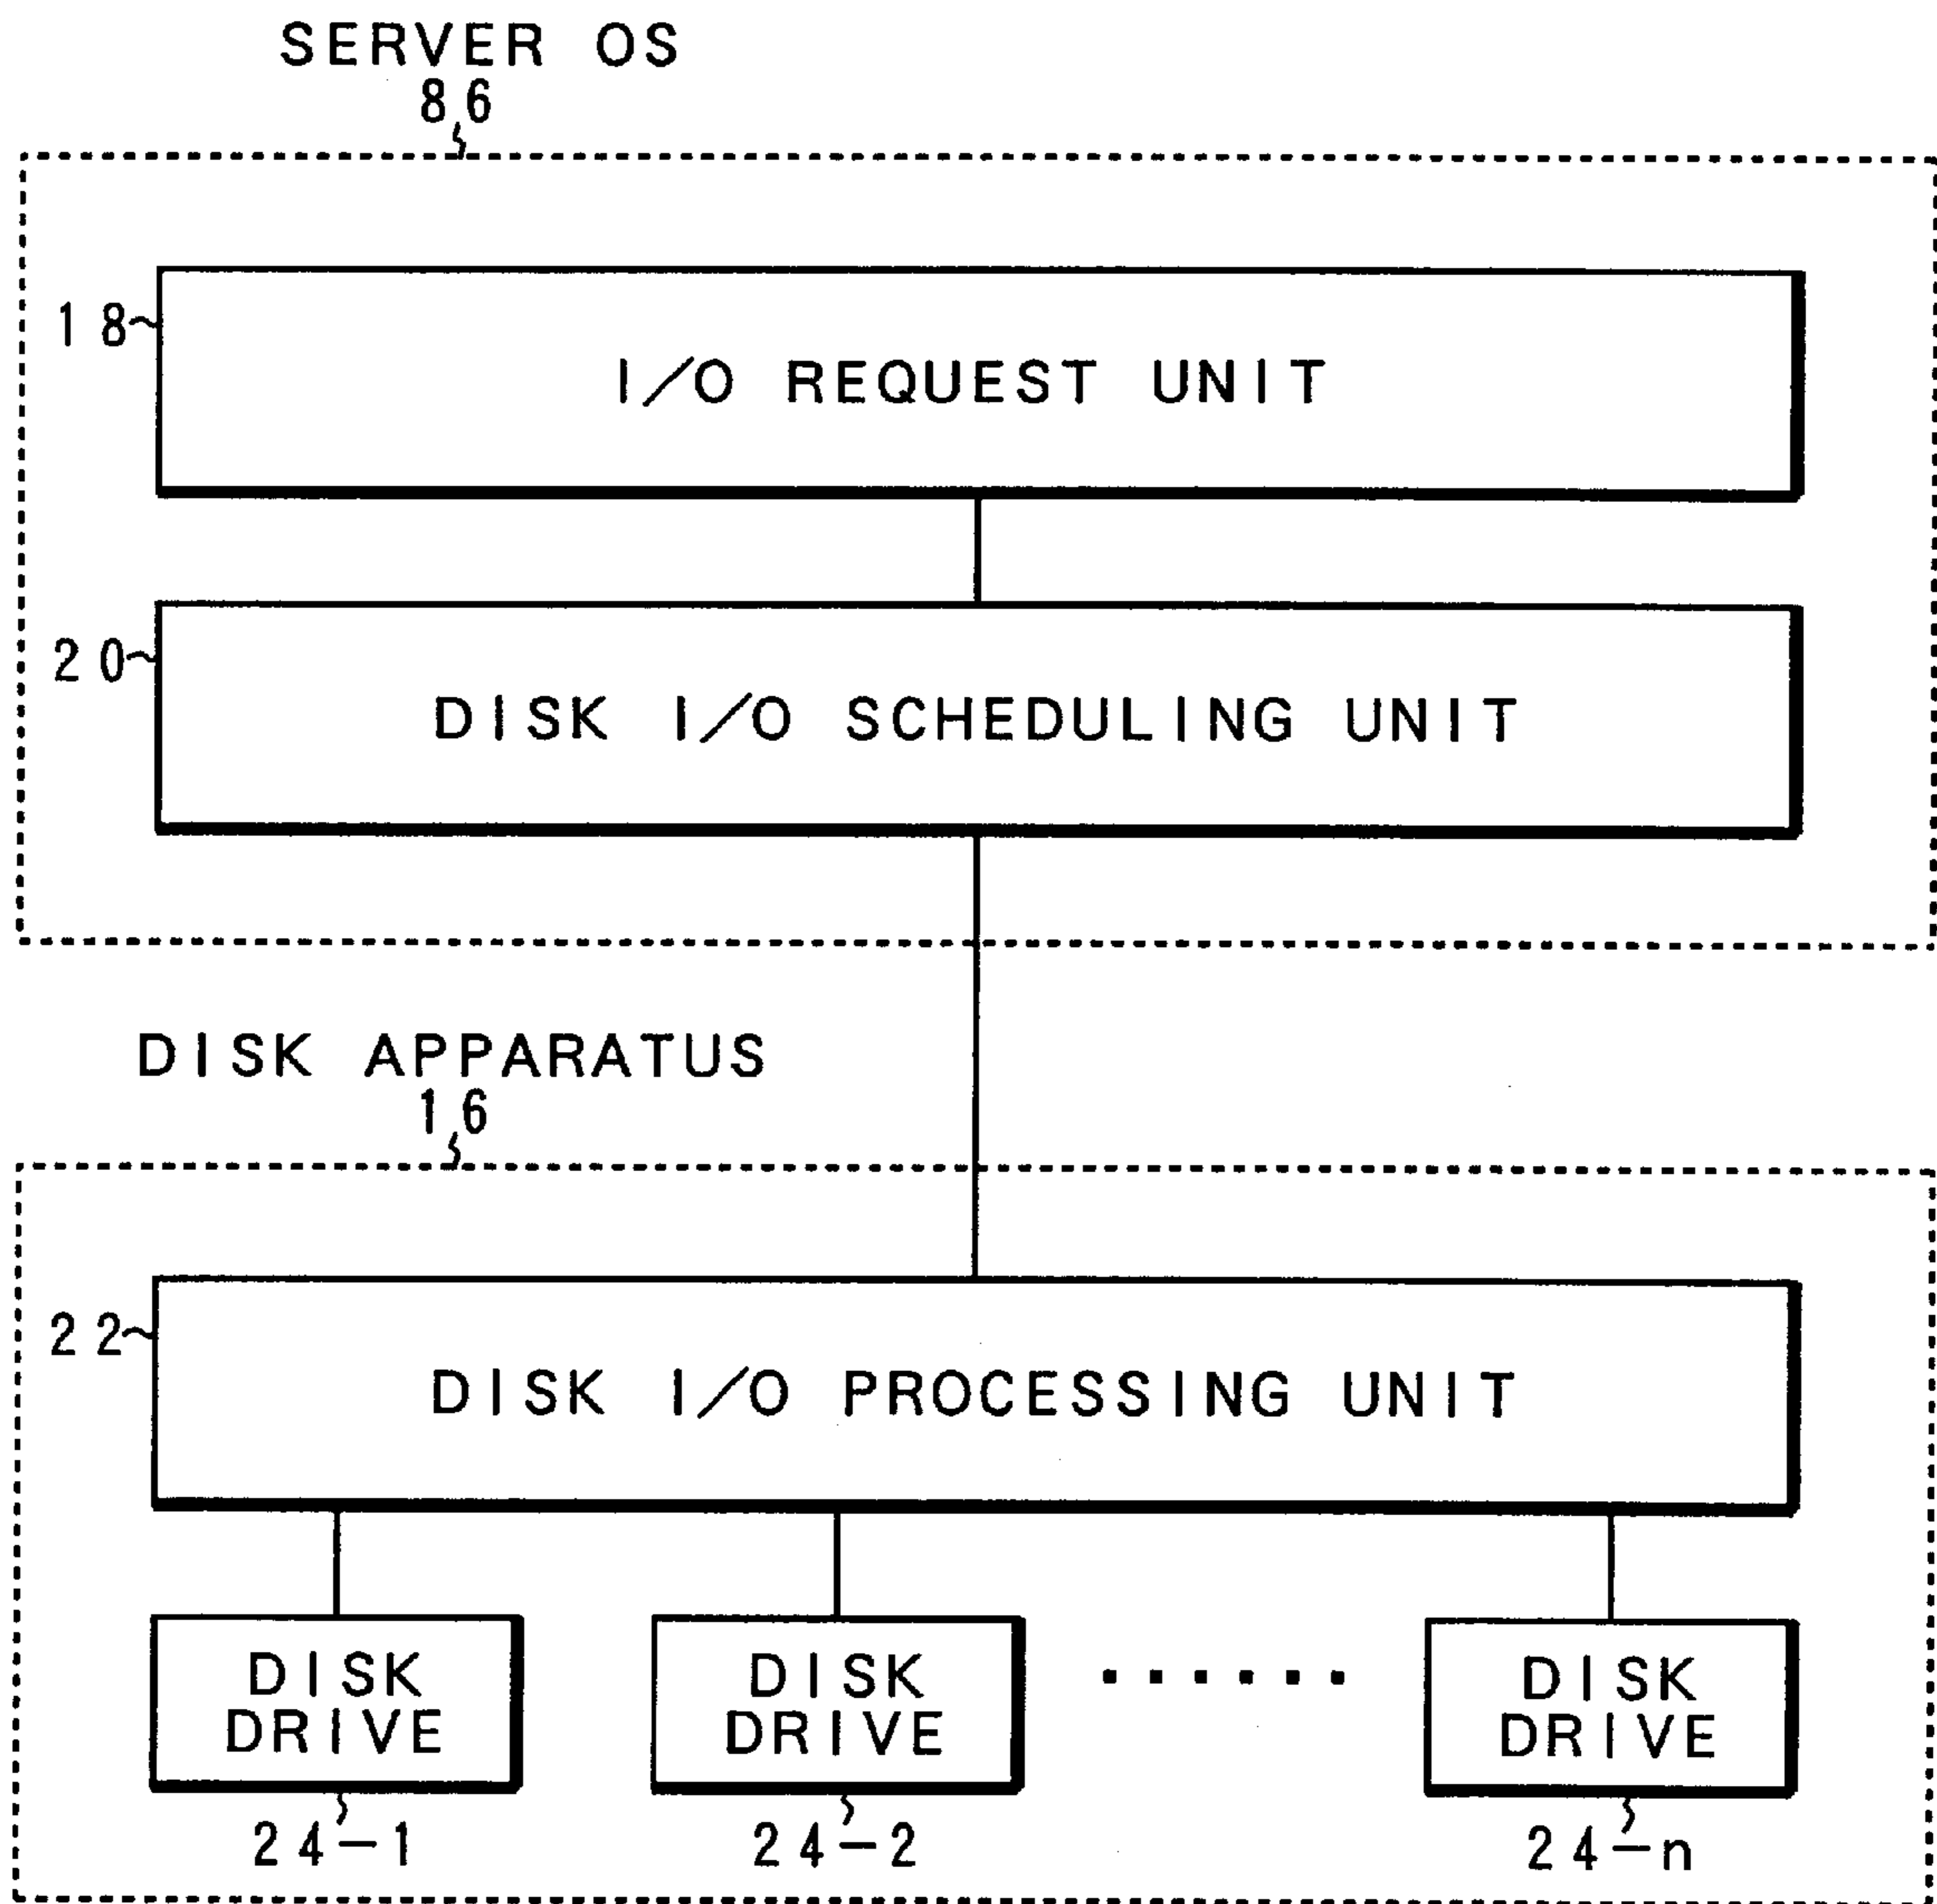 SERVER OS
86
18
I/O REQUEST UNIT
20
DISK I/O SCHEDULING UNIT
DISK APPARATUS
16
22
DISK I/O PROCESSING UNIT
DISK
DRIVE
DISK
DRIVE
......
DISK
DRIVE
24-1
24-2
24-n